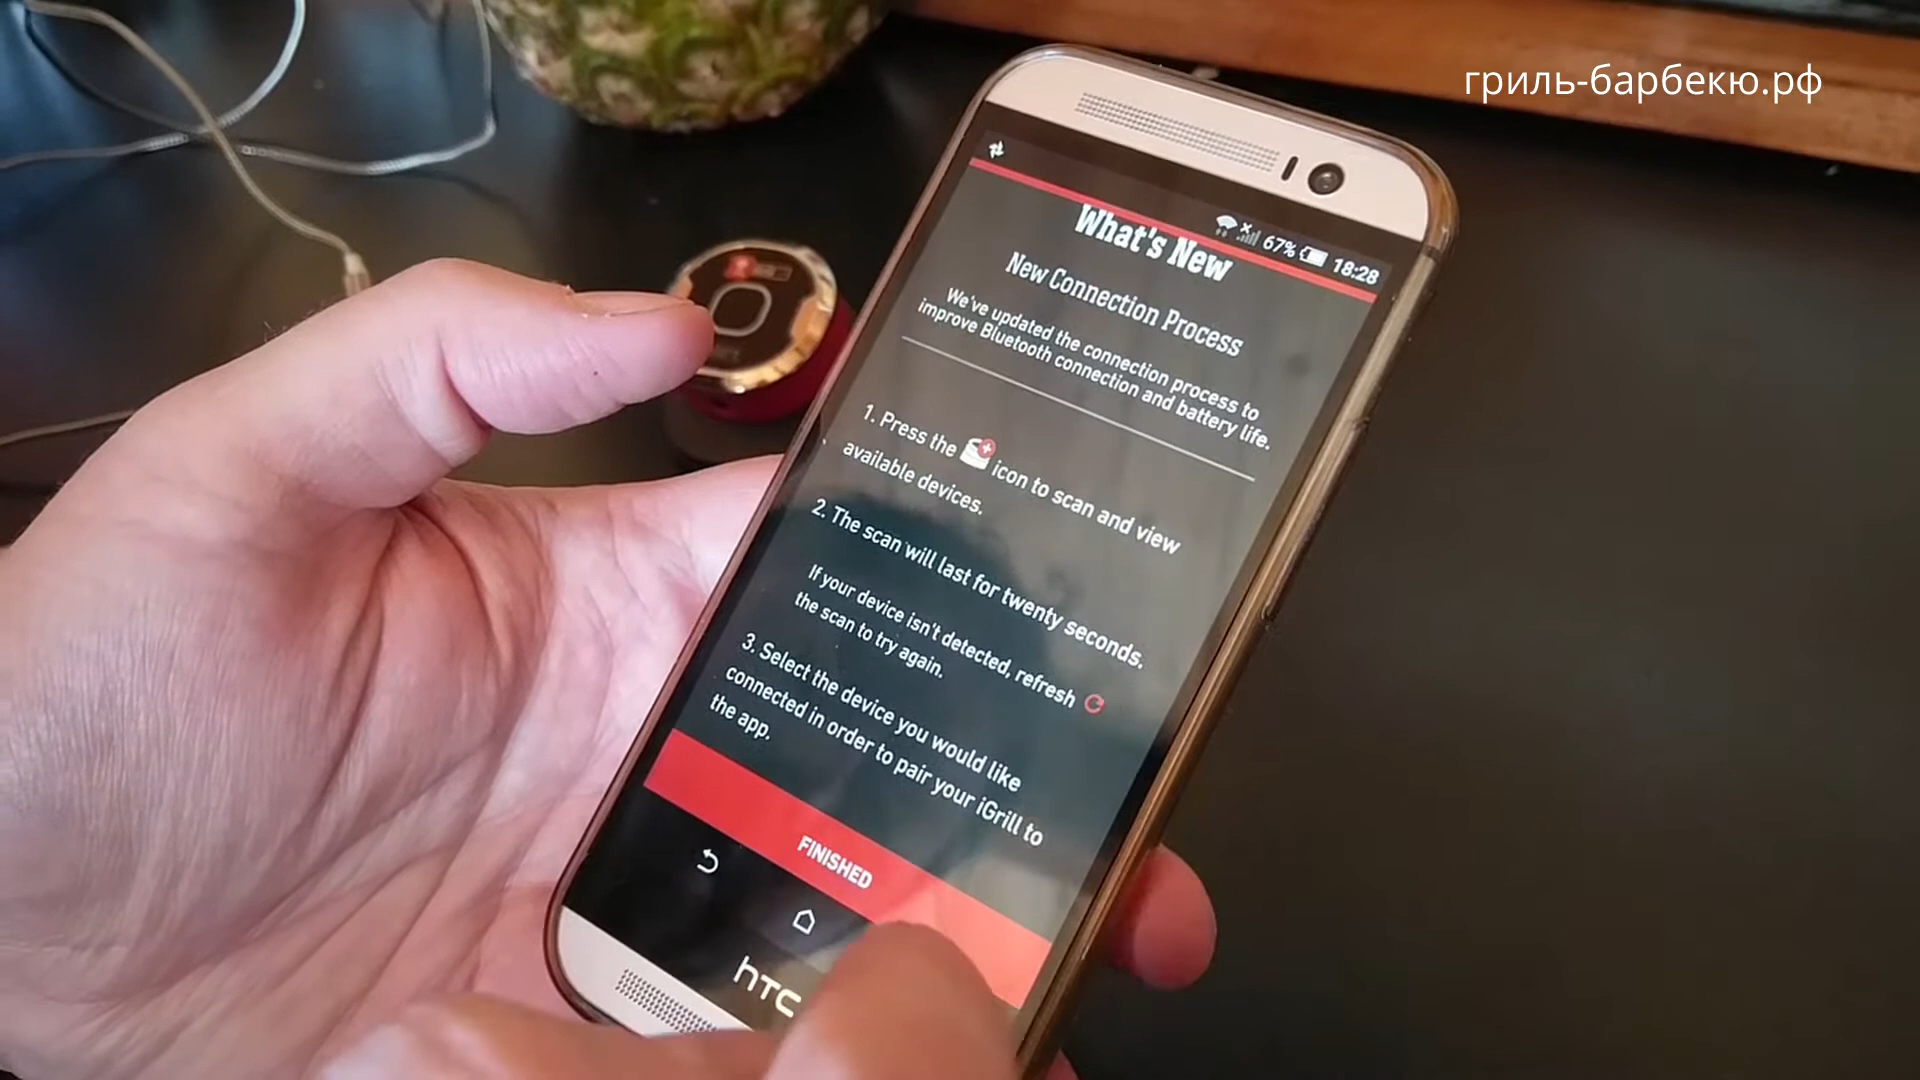 гриль-барбекю.рф
67% 18:28
What's New
New Connection Process
We've updated the connection process to
improve Bluetooth connection and battery life.
1. Press the icon to scan and view
available devices.
2. The scan will last for twenty seconds.
If your device isn't detected, refresh
the scan to try again.
3. Select the device you would like
connected in order to pair your iGrill to
the app.
FINISHED
hTC